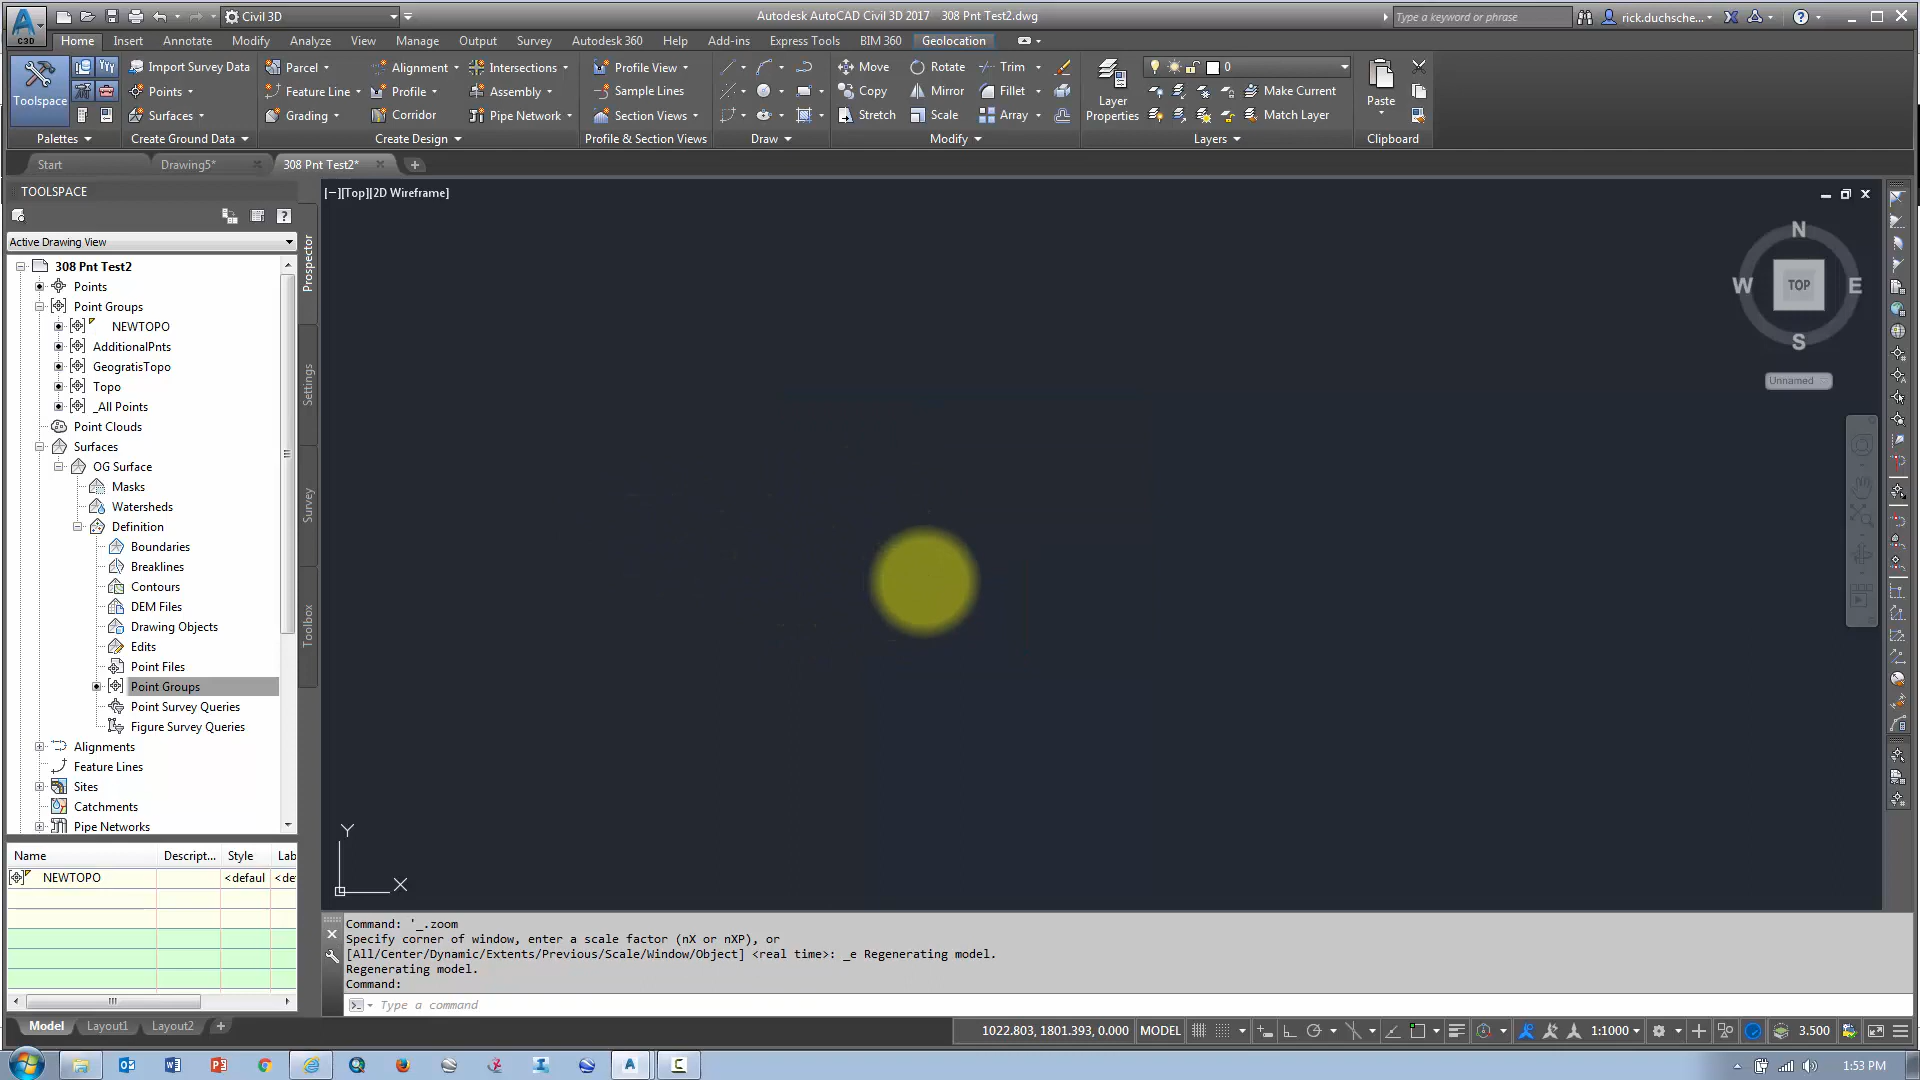 Civil 3D
Autodesk AutoCAD Civil 3D 2017 308 Pnt Test2.dwg
Type a keyword or phrase
rick.duchsche...
C3D
Home Insert Annotate Modify Analyze View Manage Output Survey Autodesk 360 Help Add-ins Express Tools BIM 360 Geolocation
Toolspace
Import Survey Data
Points
Surfaces
Parcel
Feature Line
Grading
Alignment
Profile
Corridor
Intersections
Assembly
Pipe Network
Profile View
Sample Lines
Section Views
Move
Copy
Stretch
Rotate
Mirror
Scale
Trim
Fillet
Array
Layer
Properties
0
Make Current
Match Layer
Paste
Palettes Create Ground Data Create Design Profile & Section Views Draw Modify Layers Clipboard
Start Drawing5* 308 Pnt Test2*
TOOLSPACE
Active Drawing View
308 Pnt Test2
Points
Point Groups
NEWTOPO
AdditionalPnts
GeogratisTopo
Topo
_All Points
Point Clouds
Surfaces
OG Surface
Masks
Watersheds
Definition
Boundaries
Breaklines
Contours
DEM Files
Drawing Objects
Edits
Point Files
Point Groups
Point Survey Queries
Figure Survey Queries
Alignments
Feature Lines
Sites
Catchments
Pipe Networks
Prospector
Settings
Survey
Toolbox
Name Descript... Style Lab
NEWTOPO <defaul <de
[−][Top][2D Wireframe]
N
W TOP E
S
Unnamed
Y
X
Command: '_.zoom
Specify corner of window, enter a scale factor (nX or nXP), or
[All/Center/Dynamic/Extents/Previous/Scale/Window/Object] <real time>: _e Regenerating model.
Regenerating model.
Command:
Type a command
Model Layout1 Layout2
1022.803, 1801.393, 0.000 MODEL 1:1000 3.500
1:53 PM